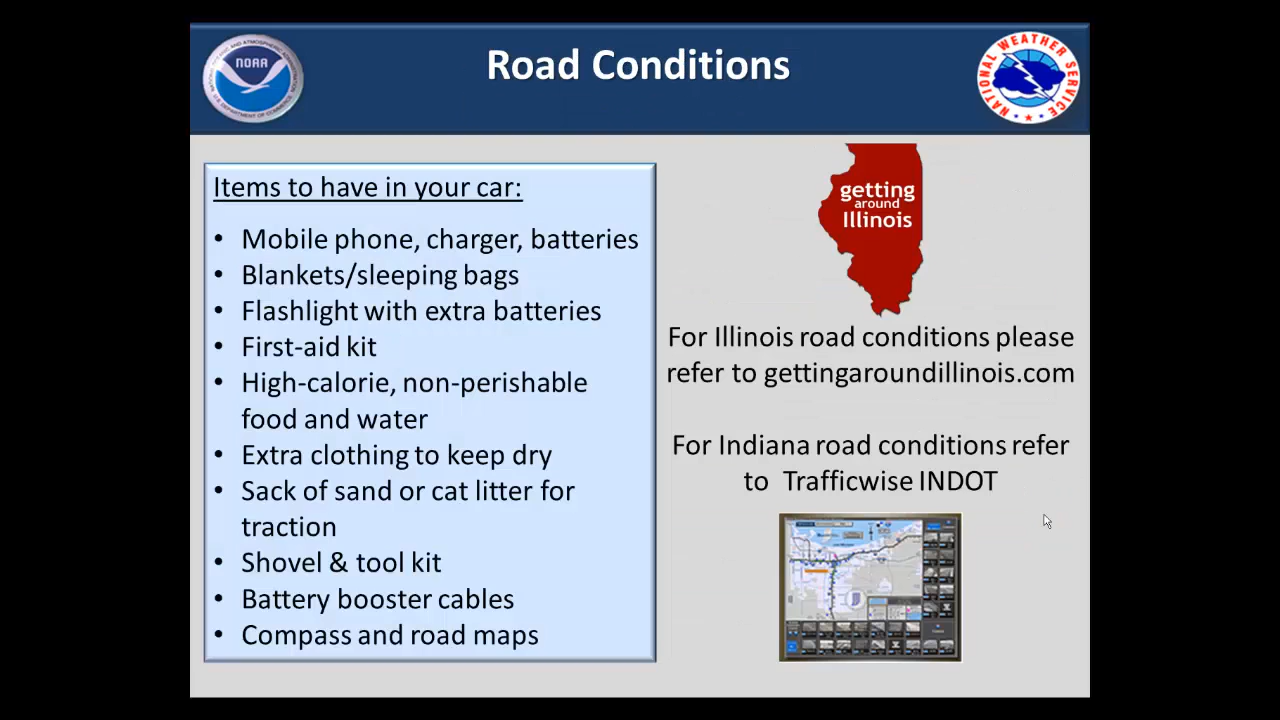 Road Conditions
NOAA
NATIONAL WEATHER SERVICE
Items to have in your car:
• Mobile phone, charger, batteries
• Blankets/sleeping bags
• Flashlight with extra batteries
• First-aid kit
• High-calorie, non-perishable
food and water
• Extra clothing to keep dry
• Sack of sand or cat litter for
traction
• Shovel & tool kit
• Battery booster cables
• Compass and road maps
getting
around
Illinois
For Illinois road conditions please
refer to gettingaroundillinois.com
For Indiana road conditions refer
to Trafficwise INDOT